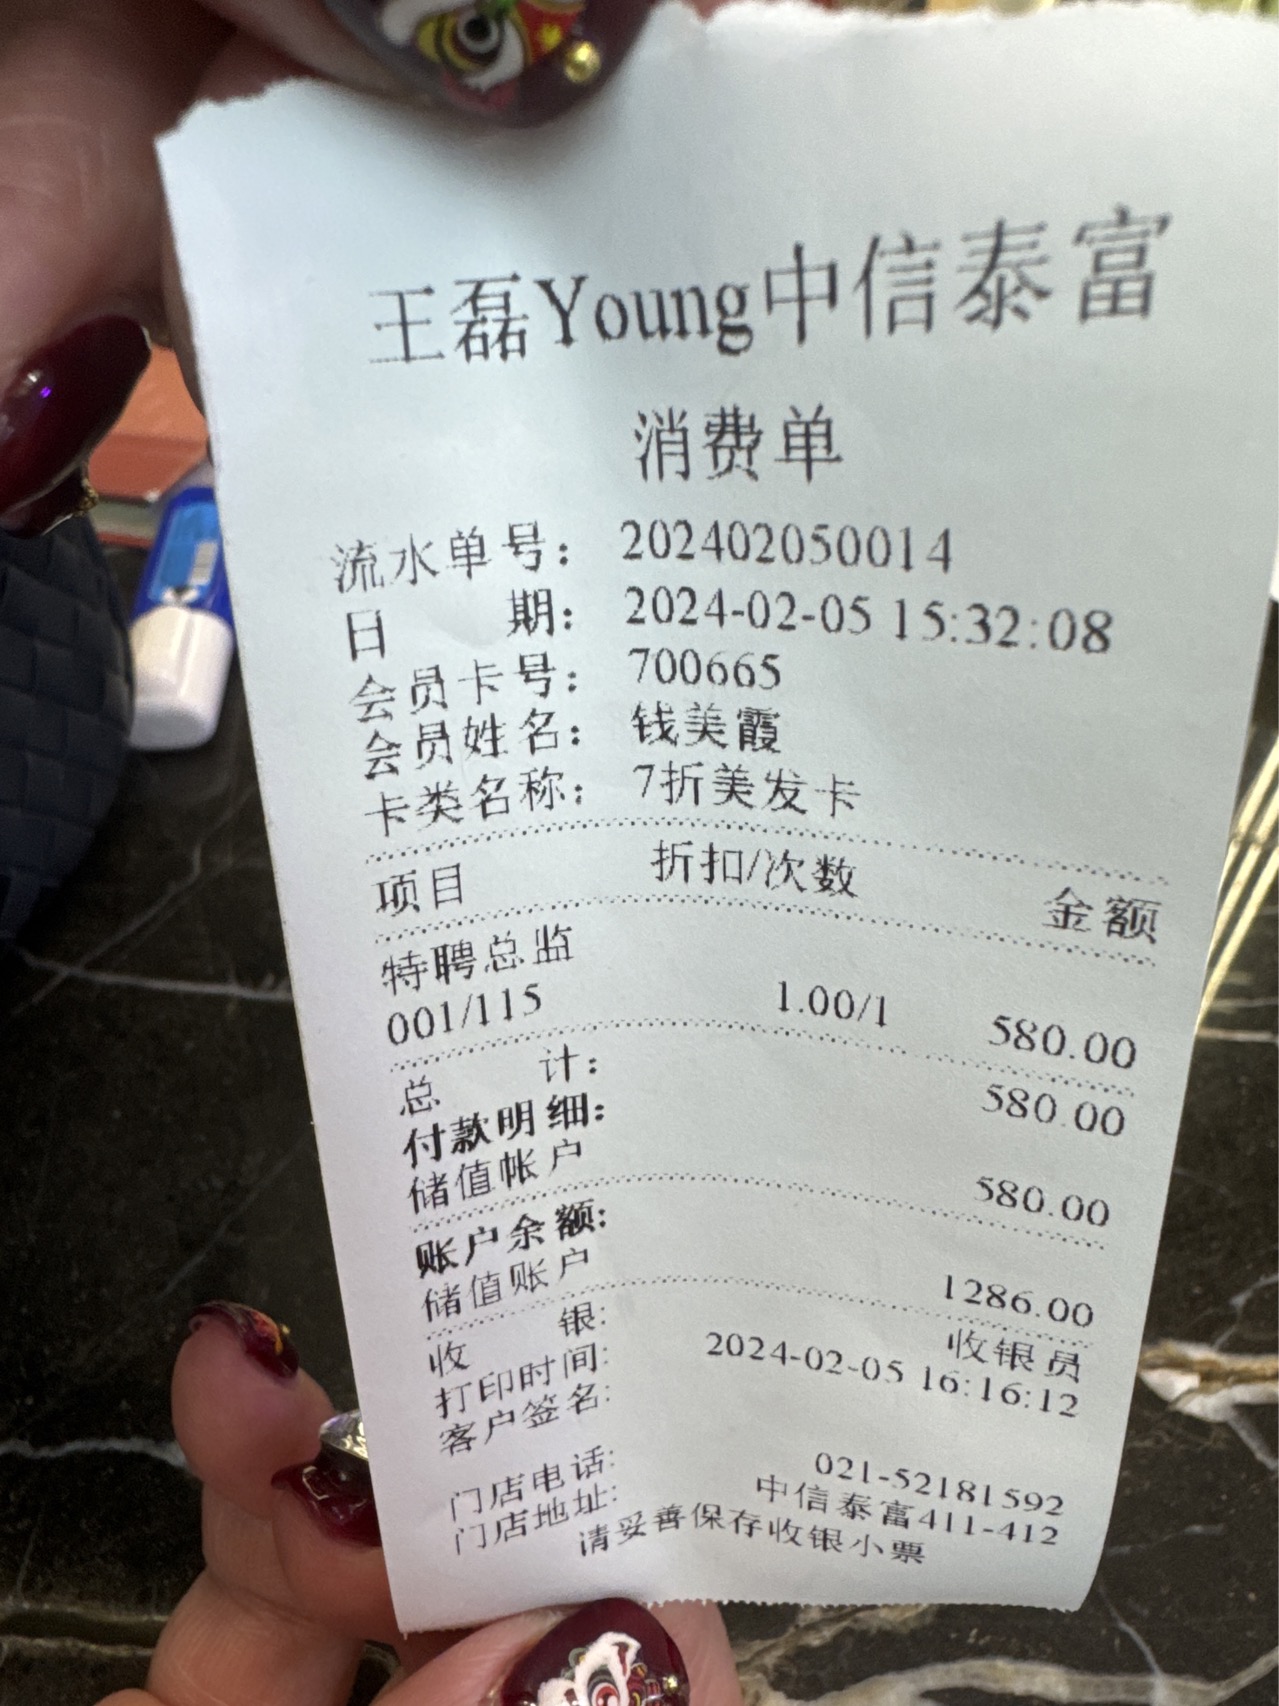 王磊Young中信泰富
消费单
流水单号： 202402050014
日 期： 2024-02-05 15:32:08
会员卡号： 700665
会员姓名： 钱美霞
卡类名称： 7折美发卡
项目 折扣/次数 金额
特聘总监
001/115 1.00/1 580.00
总 计： 580.00
付款明细：
储值帐户 580.00
账户余额：
储值账户 1286.00
收 银： 收银员
打印时间： 2024-02-05 16:16:12
客户签名：
门店电话： 021-52181592
门店地址： 中信泰富411-412
请妥善保存收银小票